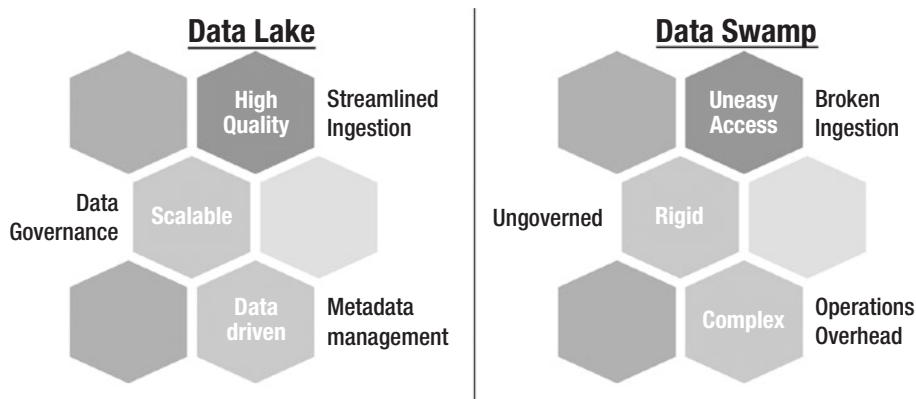 Data Lake
High
Quality
Streamlined
Ingestion
Data
Governance
Scalable
Data
driven
Metadata
management
Data Swamp
Uneasy
Access
Broken
Ingestion
Ungoverned
Rigid
Complex
Operations
Overhead